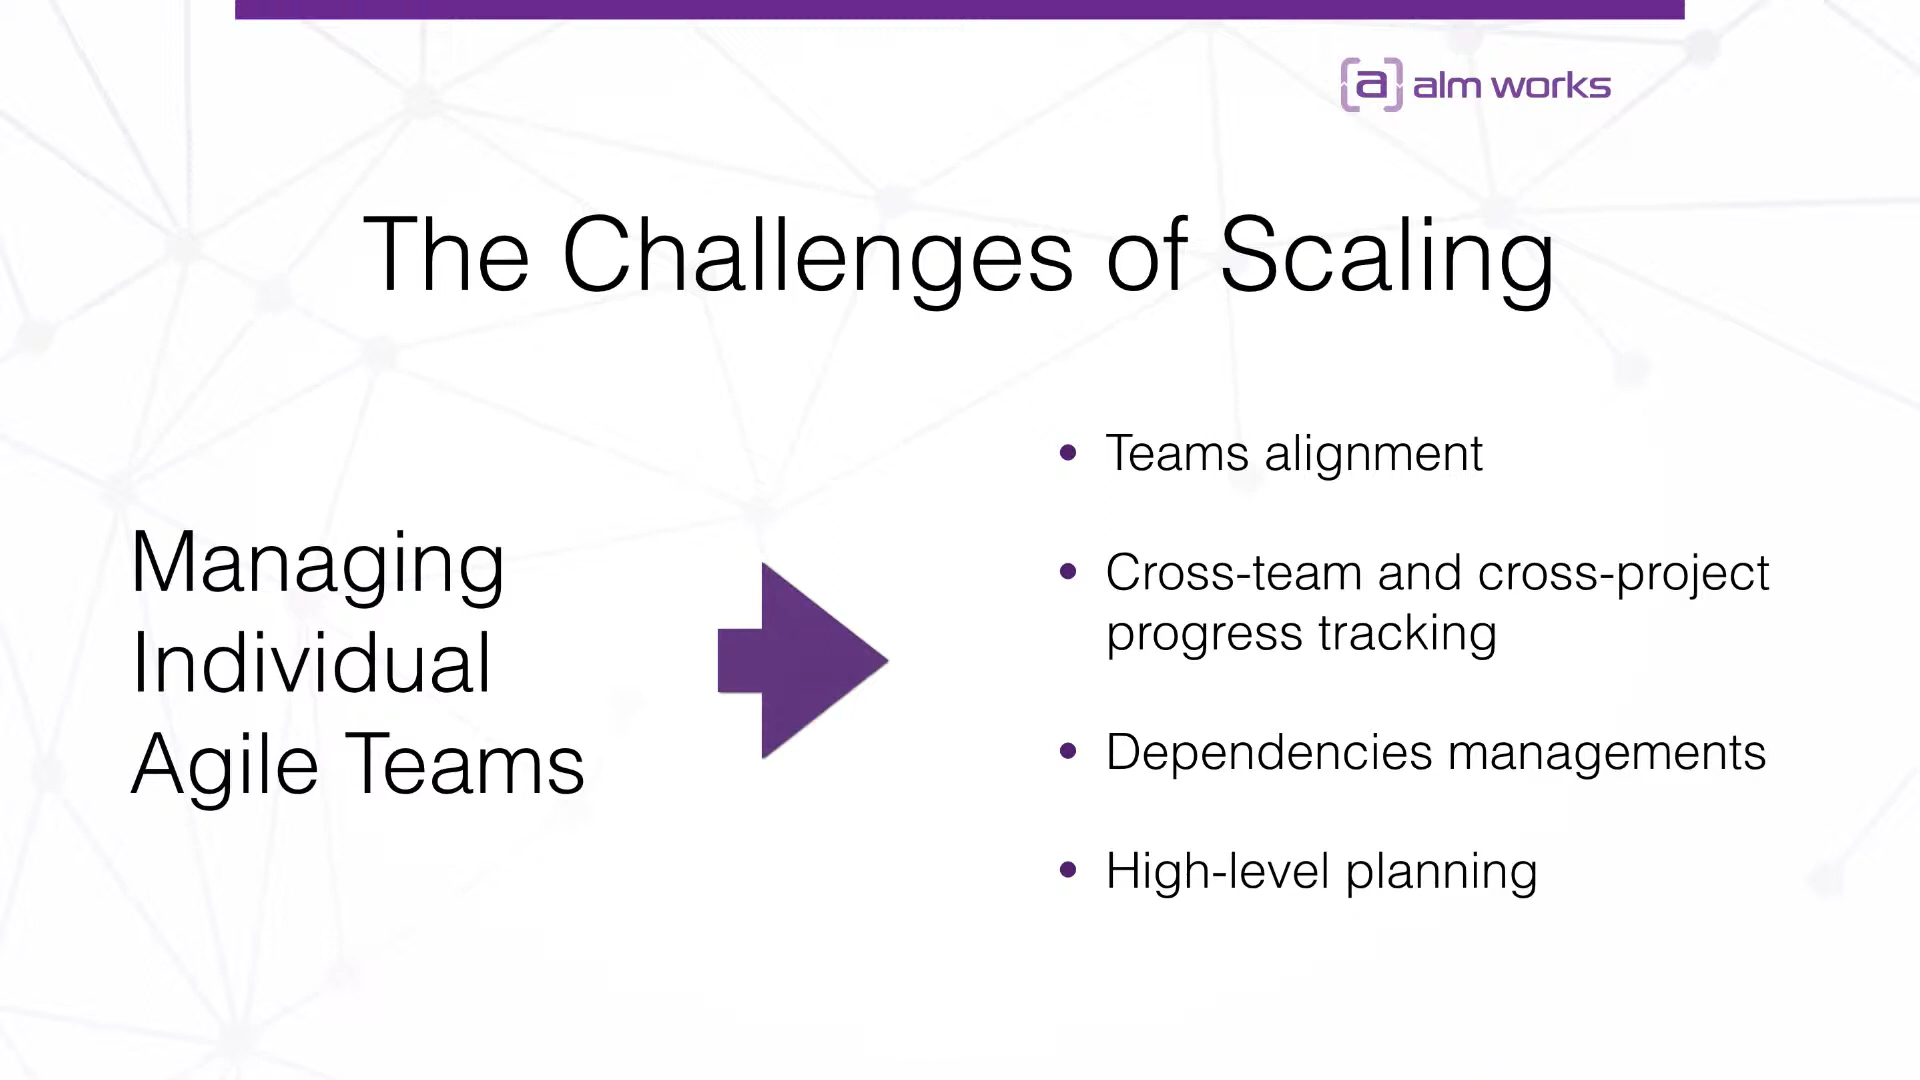 [a] alm works
The Challenges of Scaling
Managing
Individual
Agile Teams
• Teams alignment
• Cross-team and cross-project
progress tracking
• Dependencies managements
• High-level planning